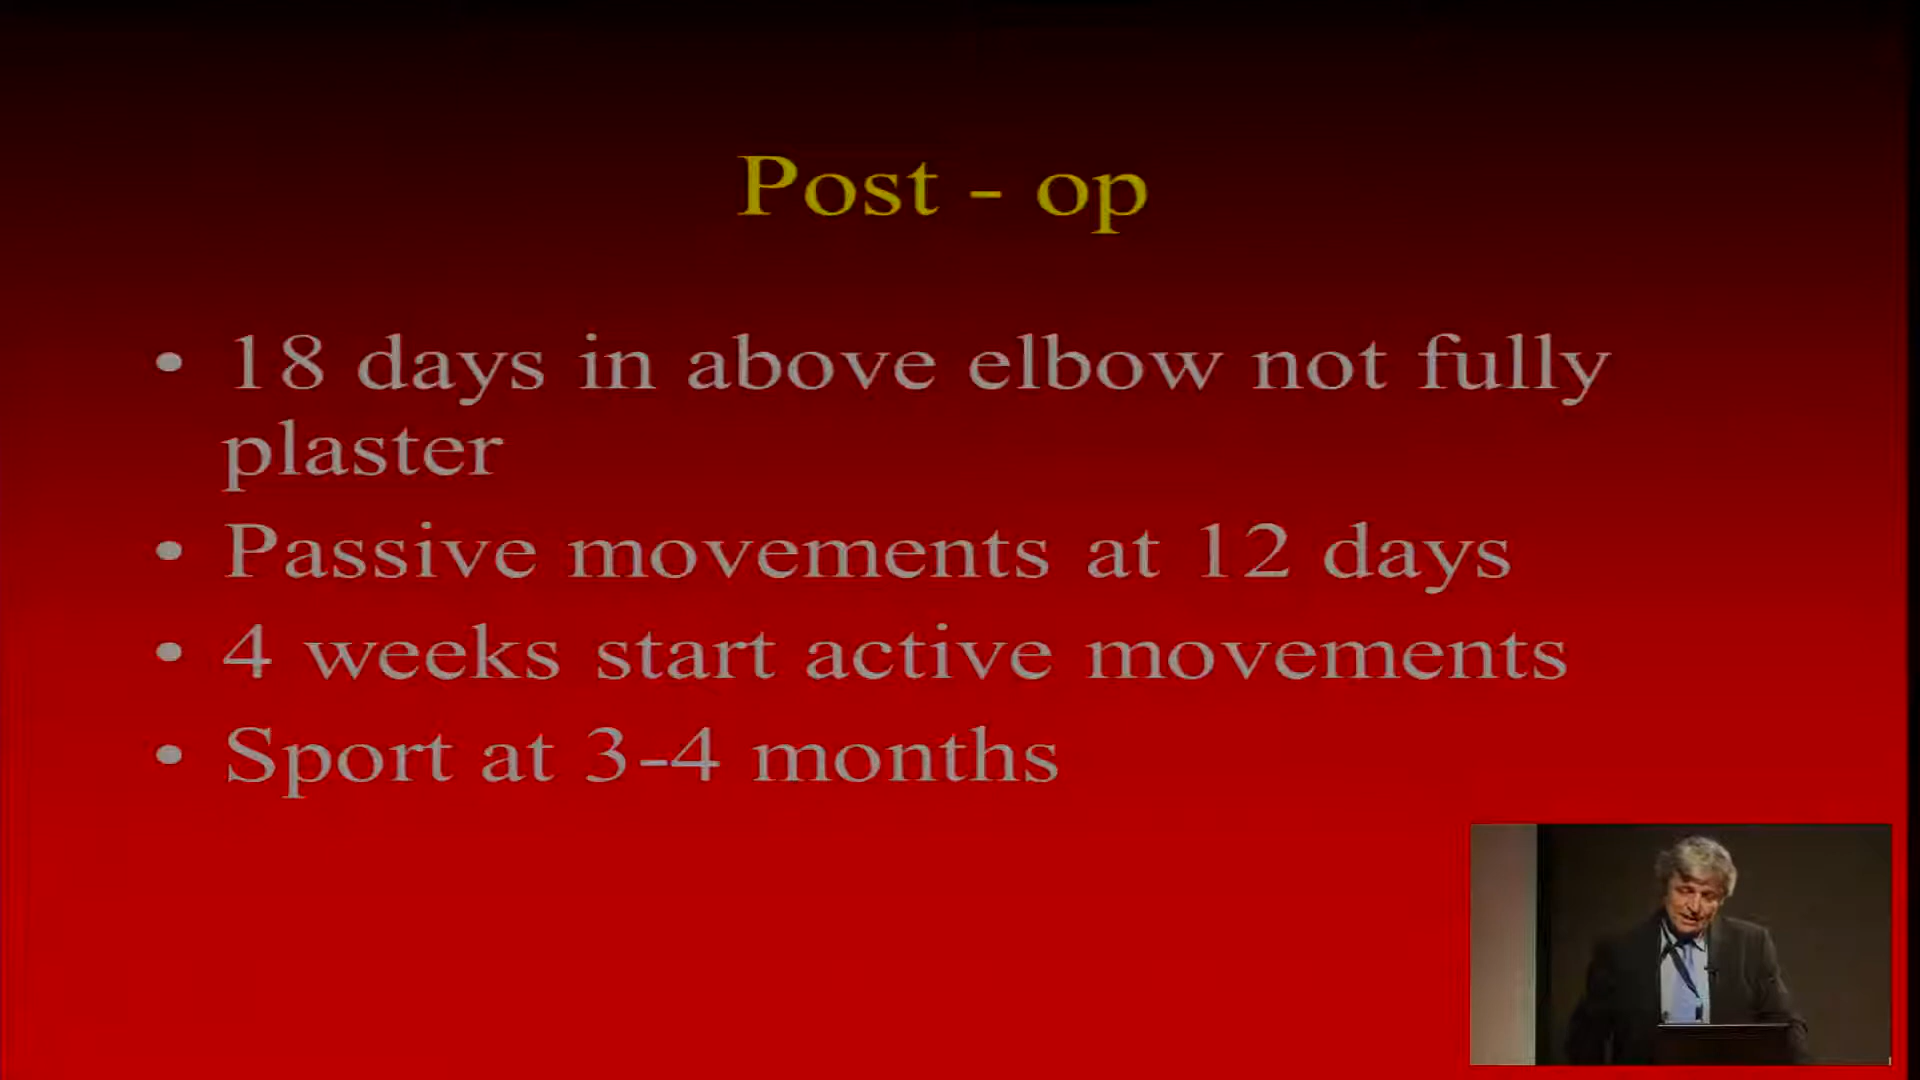 Post - op
• 18 days in above elbow not fully
plaster
• Passive movements at 12 days
• 4 weeks start active movements
• Sport at 3-4 months